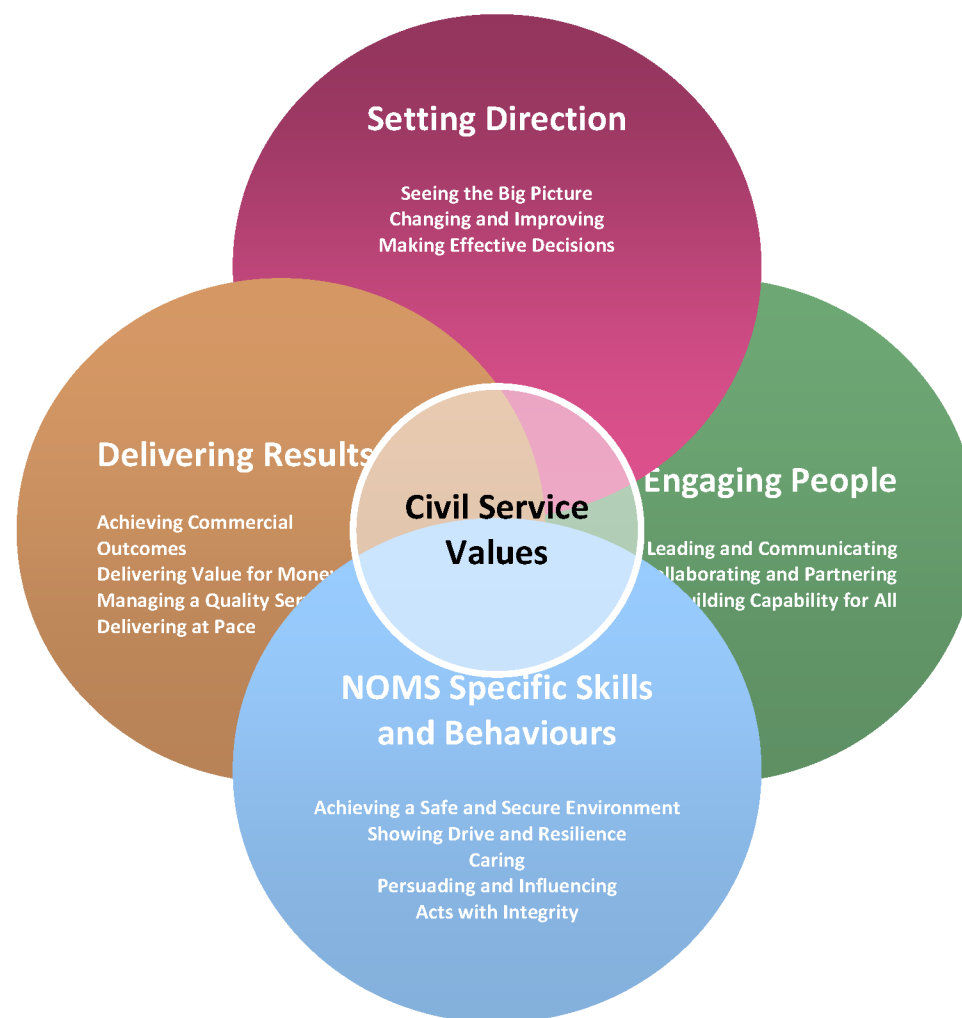 Setting Direction
Seeing the Big Picture
Changing and Improving
Making Effective Decisions
Delivering Results
Achieving Commercial
Outcomes
Delivering Value for Money
Managing a Quality
Delivering at Pace
Civil Service
Values
Engaging People
Leading and Communicating
Collaborating and Partnering
Building Capability for All
NOMS Specific Skills
and Behaviours
Achieving a Safe and Secure Environment
Showing Drive and Resilience
Caring
Persuading and Influencing
Acts with Integrity